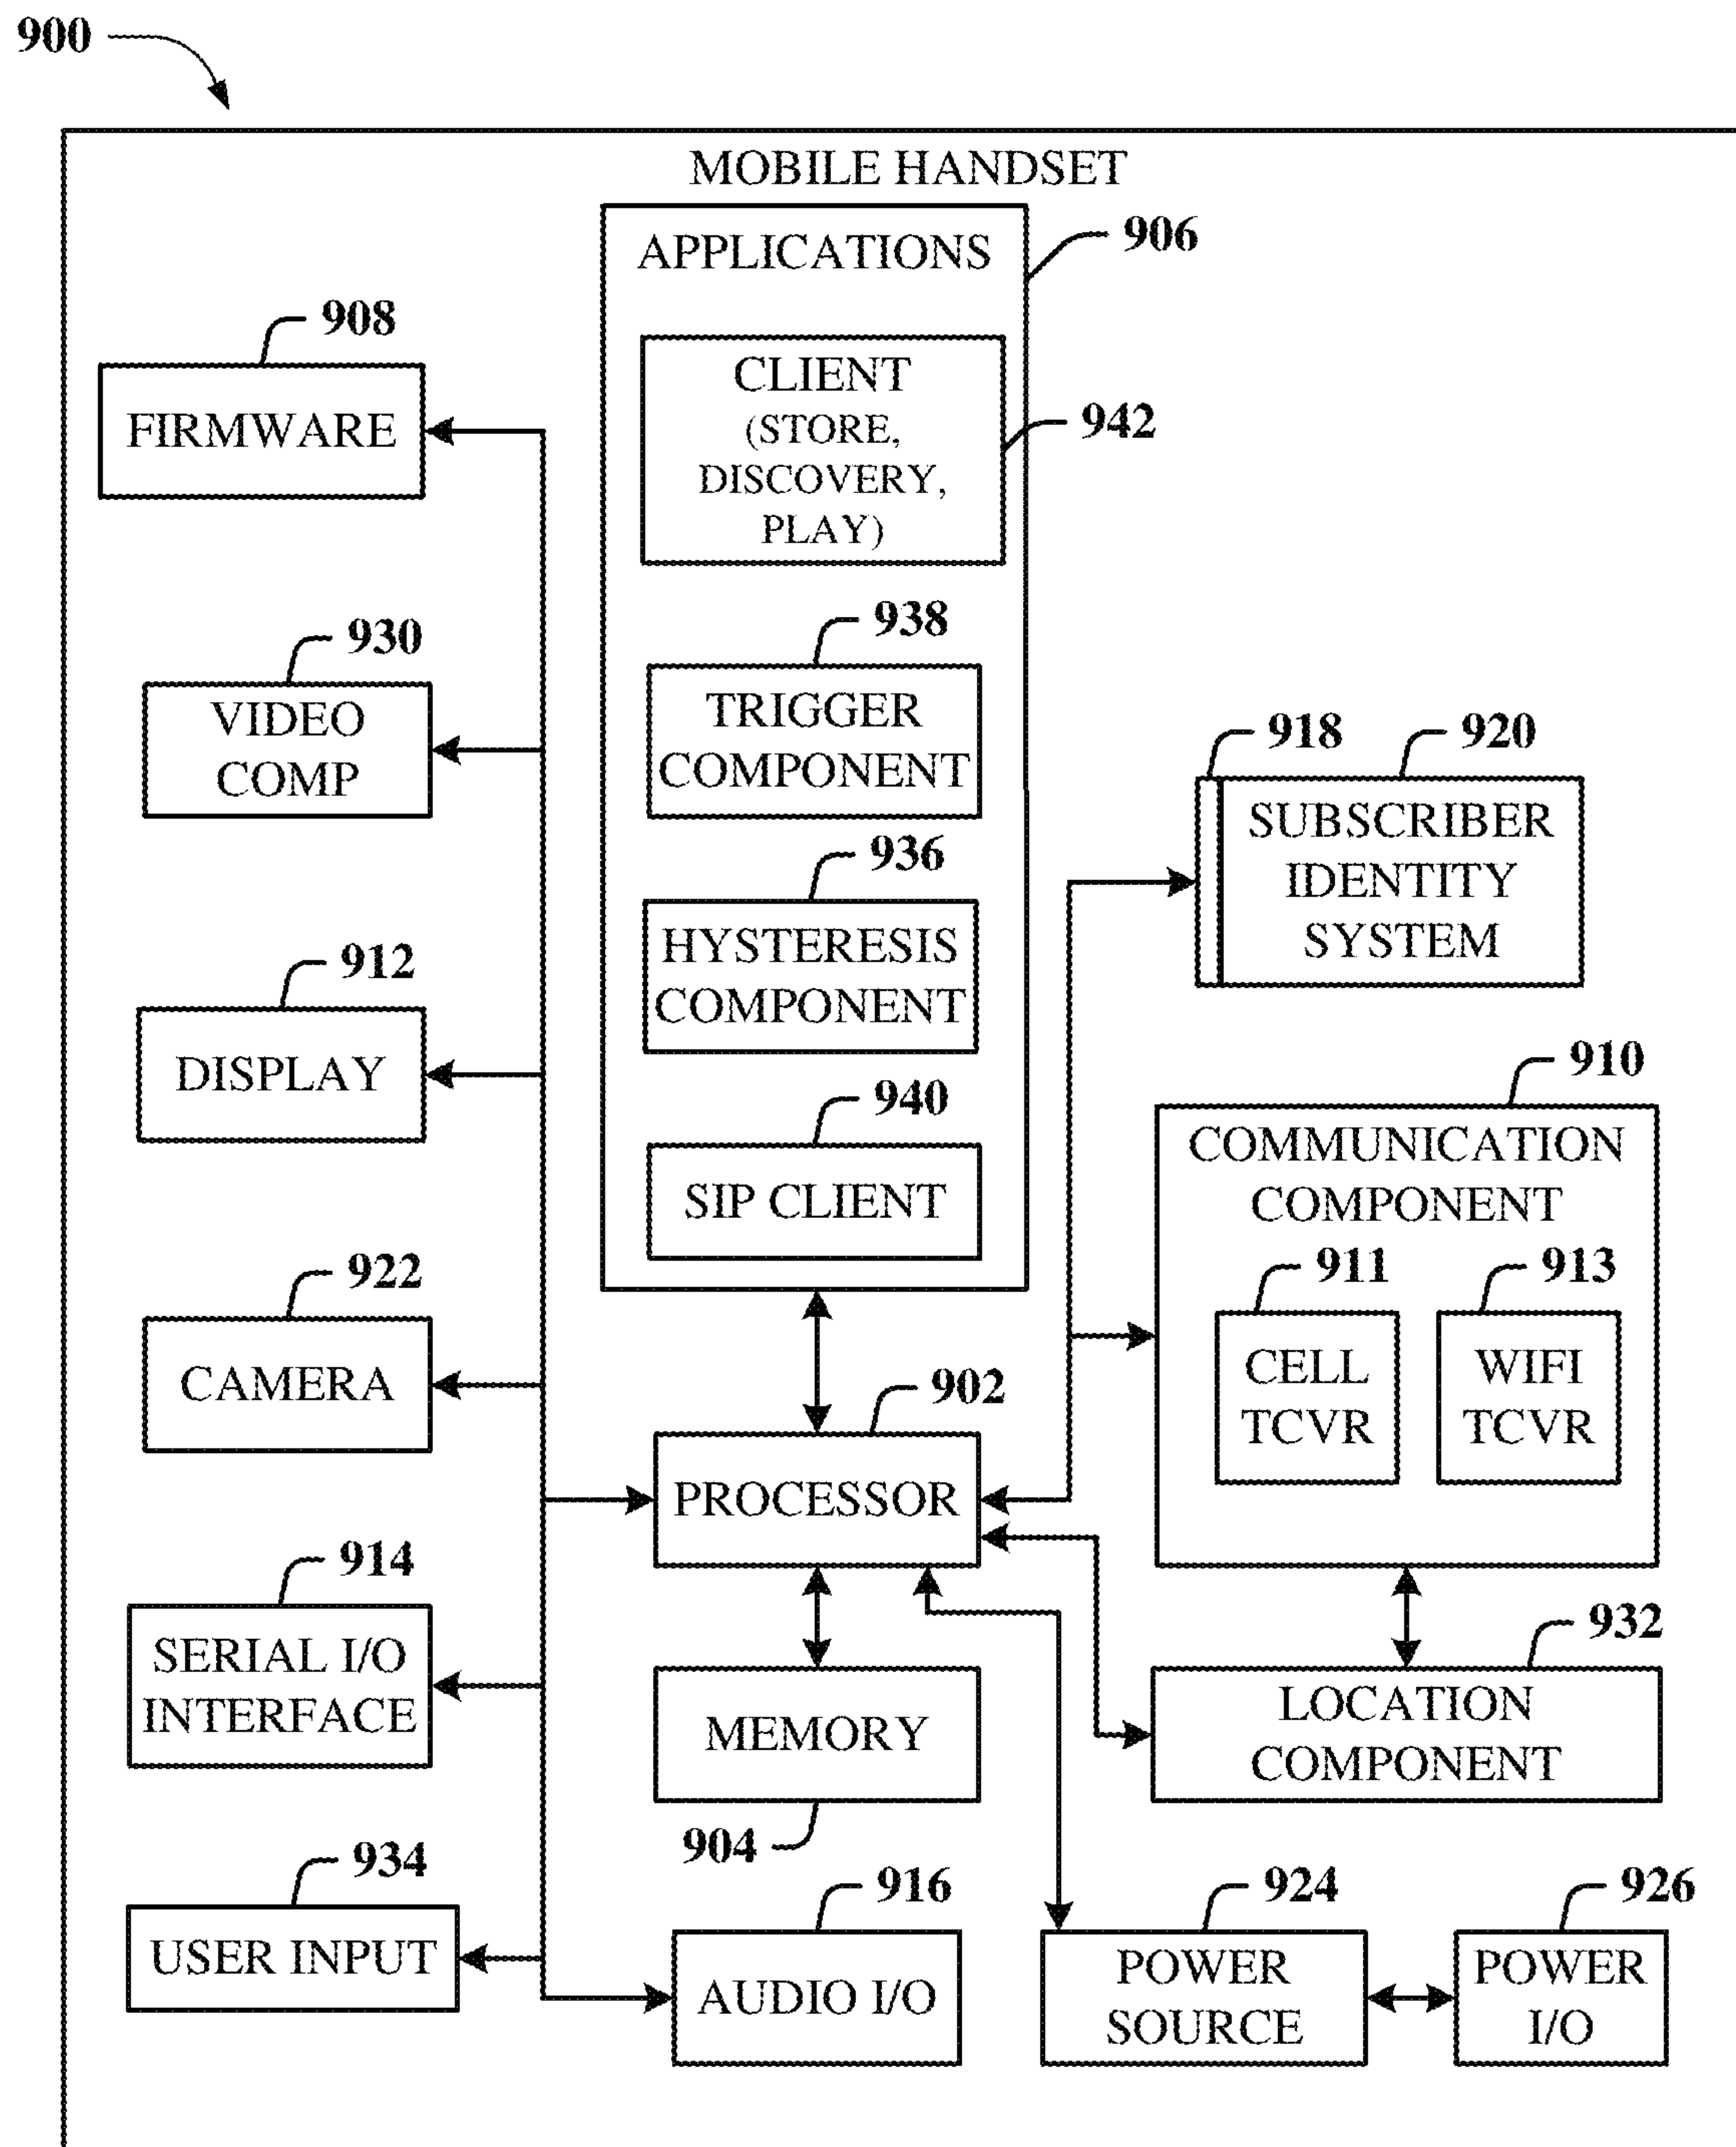 900
MOBILE HANDSET
APPLICATIONS
906
CLIENT
(STORE,
DISCOVERY,
PLAY)
942
908
FIRMWARE
930
VIDEO
COMP
938
TRIGGER
COMPONENT
918
920
SUBSCRIBER
IDENTITY
SYSTEM
936
HYSTERESIS
COMPONENT
912
DISPLAY
940
SIP CLIENT
910
COMMUNICATION
COMPONENT
911
CELL
TCVR
913
WIFI
TCVR
922
CAMERA
902
PROCESSOR
914
SERIAL I/O
INTERFACE
MEMORY
904
932
LOCATION
COMPONENT
934
USER INPUT
916
AUDIO I/O
924
POWER
SOURCE
926
POWER
I/O